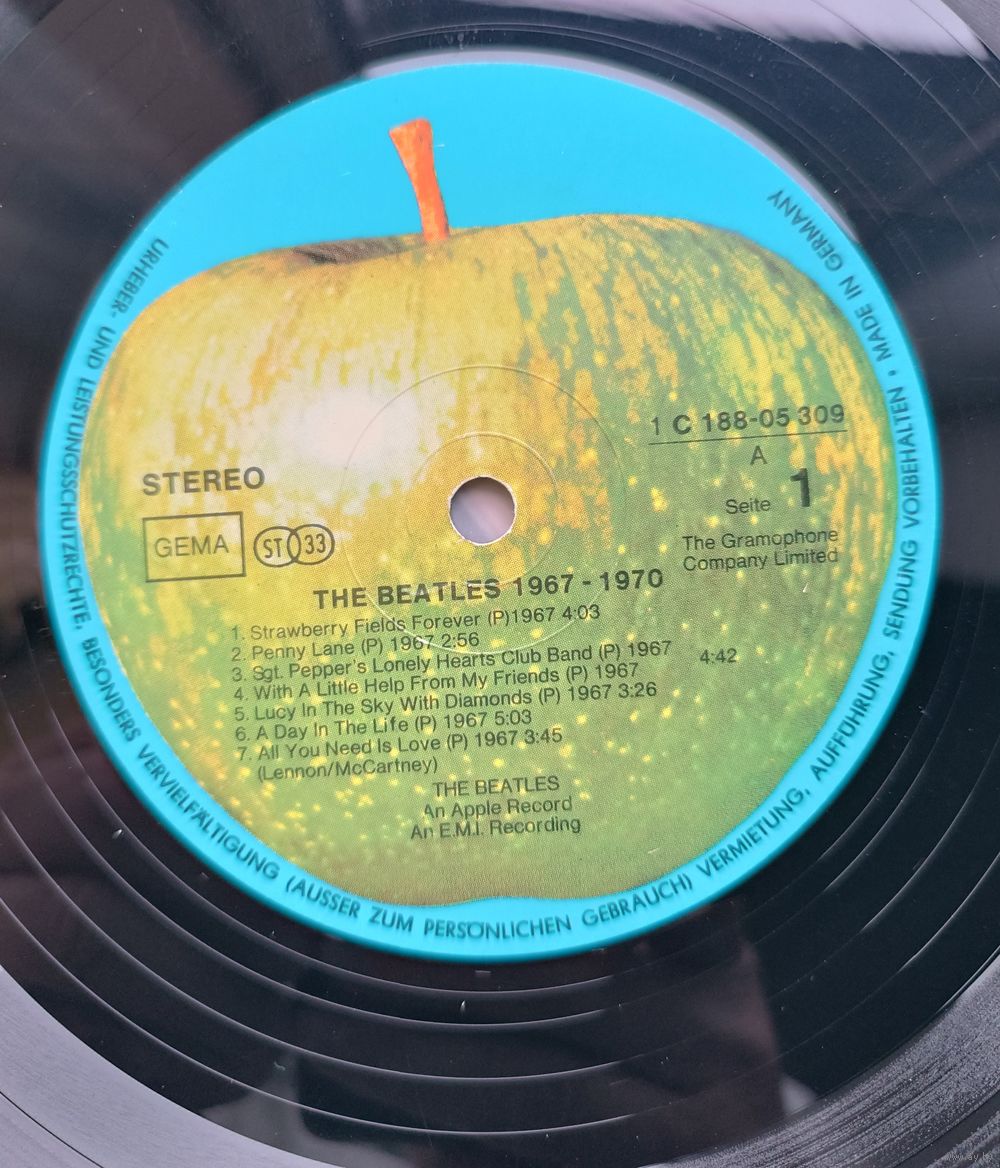 URHEBER- UND LEISTUNGSSCHUTZRECHTE, BESONDERS VERVIELFÄLTIGUNG (AUSSER ZUM PERSÖNLICHEN GEBRAUCH) VERMIETUNG, AUFFÜHRUNG, SENDUNG VORBEHALTEN • MADE IN GERMANY
1 C 188-05 309
A
Seite 1
The Gramophone
Company Limited
STEREO
GEMA ST 33
THE BEATLES 1967 - 1970
1. Strawberry Fields Forever (P)1967 4:03
2. Penny Lane (P) 1967 2:56
3. Sgt. Pepper's Lonely Hearts Club Band (P) 1967
4. With A Little Help From My Friends (P) 1967 4:42
5. Lucy In The Sky With Diamonds (P) 1967 3:26
6. A Day In The Life (P) 1967 5:03
7. All You Need Is Love (P) 1967 3:45
(Lennon/McCartney)
THE BEATLES
An Apple Record
An E.M.I. Recording